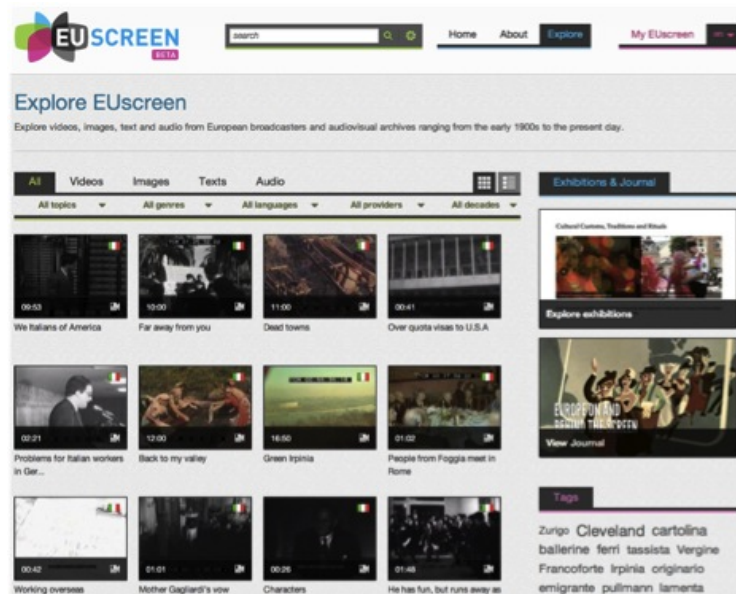 EUSCREEN
BETA
search
Home About Explore
My EUscreen
Explore EUscreen
Explore videos, images, text and audio from European broadcasters and audiovisual archives ranging from the early 1900s to the present day.
All Videos Images Texts Audio
All topics All genres All languages All providers All decades
09:53
10:00
11:00
00:41
We Italians of America
Far away from you
Dead towns
Over quota visas to U.S.A
02:21
12:00
16:50
01:02
Problems for Italian workers
in Ger...
Back to my valley
Green Irpinia
People from Foggia meet in
Rome
00:42
01:01
00:26
01:48
Working overseas
Mother Gagliardi's vow
Characters
He has fun, but runs away as
Exhibitions & Journal
Cultural Customs, Traditions and Rituals
Explore exhibitions
EUROPE ON AND
BEHIND THE SCREEN
View Journal
Tags
Zurigo Cleveland cartolina
ballerine ferri tassista Vergine
Francoforte Irpinia originario
emigrante pullmann lamenta